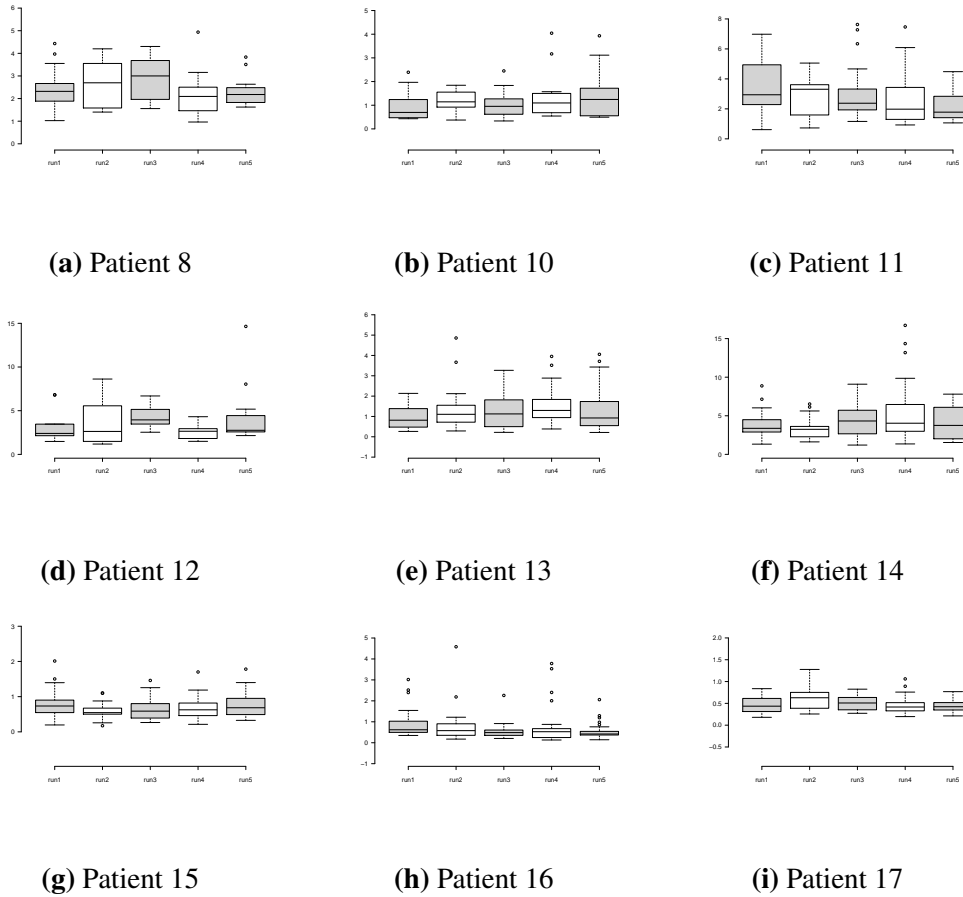 6
5
4
3
2
1
0
run1 run2 run3 run4 run5
(a) Patient 8
5
4
3
2
1
0
run1 run2 run3 run4 run5
(b) Patient 10
8
6
4
2
0
run1 run2 run3 run4 run5
(c) Patient 11
15
10
5
0
run1 run2 run3 run4 run5
(d) Patient 12
6
5
4
3
2
1
0
−1
run1 run2 run3 run4 run5
(e) Patient 13
15
10
5
0
run1 run2 run3 run4 run5
(f) Patient 14
3
2
1
0
run1 run2 run3 run4 run5
(g) Patient 15
5
4
3
2
1
0
−1
run1 run2 run3 run4 run5
(h) Patient 16
2.0
1.5
1.0
0.5
0.0
−0.5
run1 run2 run3 run4 run5
(i) Patient 17